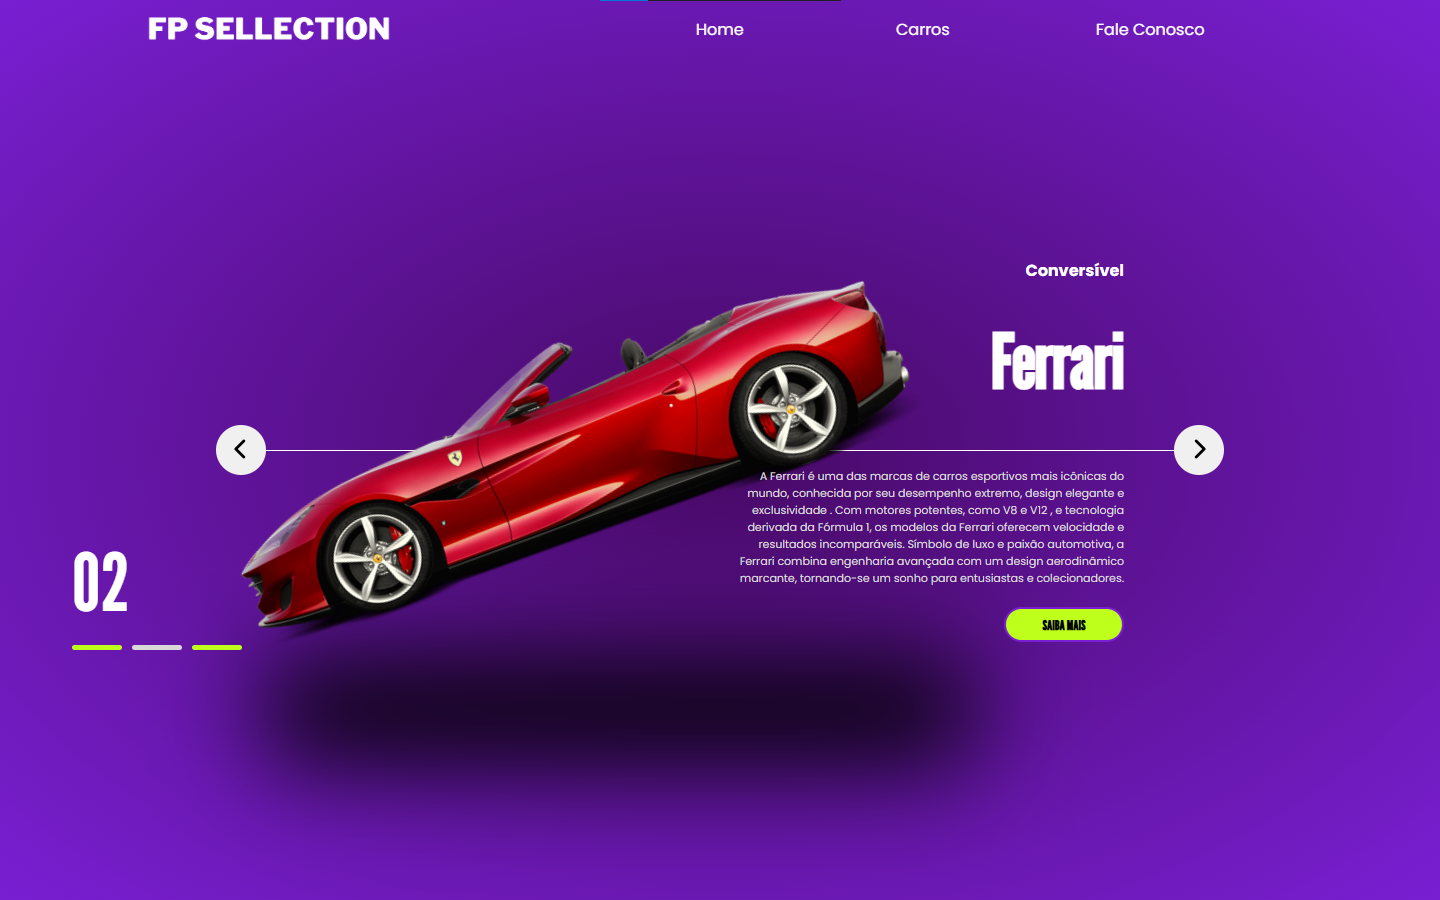 FP SELLECTION
Home
Carros
Fale Conosco
Conversível
Ferrari
A Ferrari é uma das marcas de carros esportivos mais icônicas do
mundo, conhecida por seu desempenho extremo, design elegante e
exclusividade . Com motores potentes, como V8 e V12 , e tecnologia
derivada da Fórmula 1, os modelos da Ferrari oferecem velocidade e
resultados incomparáveis. Símbolo de luxo e paixão automotiva, a
Ferrari combina engenharia avançada com um design aerodinâmico
marcante, tornando-se um sonho para entusiastas e colecionadores.
02
SAIBA MAIS